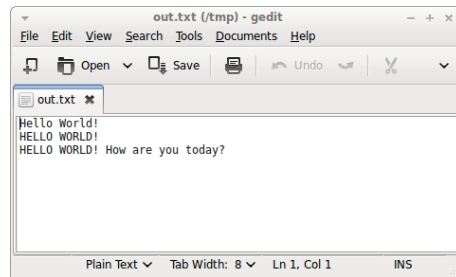 out.txt (/tmp) - gedit
File Edit View Search Tools Documents Help
Open Save Undo
out.txt
Hello World!
HELLO WORLD!
HELLO WORLD! How are you today?
Plain Text Tab Width: 8 Ln 1, Col 1 INS